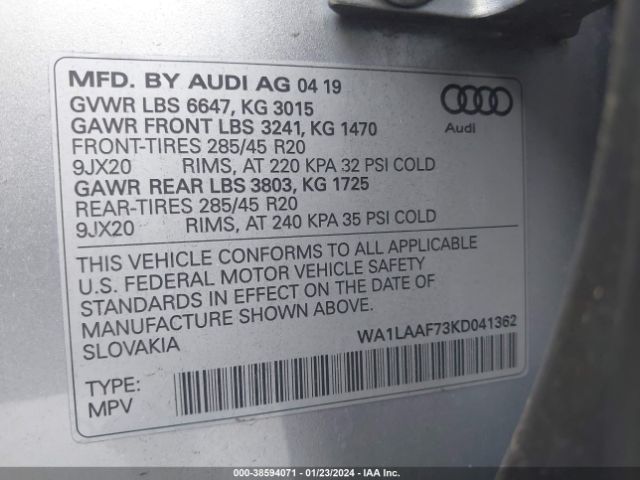 MFD. BY AUDI AG 04 19
GVWR LBS 6647, KG 3015
GAWR FRONT LBS 3241, KG 1470
FRONT-TIRES 285/45 R20
9JX20 RIMS, AT 220 KPA 32 PSI COLD
GAWR REAR LBS 3803, KG 1725
REAR-TIRES 285/45 R20
9JX20 RIMS, AT 240 KPA 35 PSI COLD
Audi
THIS VEHICLE CONFORMS TO ALL APPLICABLE
U.S. FEDERAL MOTOR VEHICLE SAFETY
STANDARDS IN EFFECT ON THE DATE OF
MANUFACTURE SHOWN ABOVE.
SLOVAKIA
WA1LAAF73KD041362
TYPE:
MPV
000-38594071 - 01/23/2024 - IAA Inc.